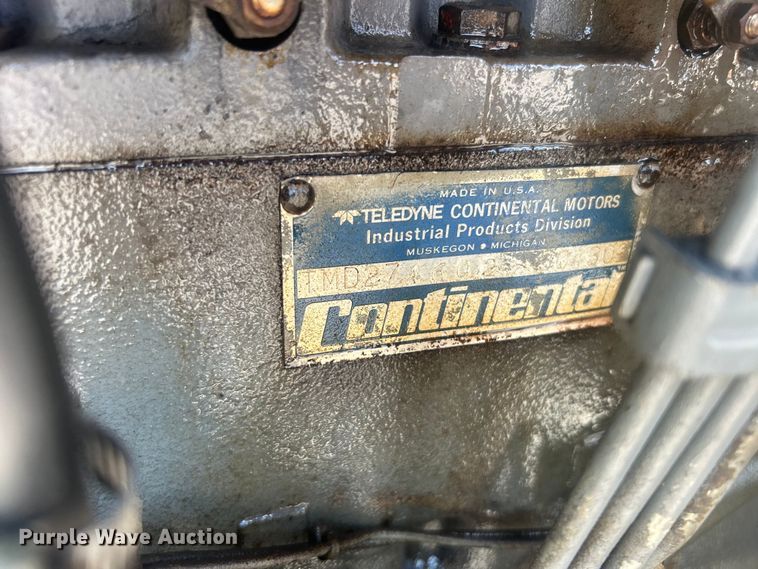 MADE IN U.S.A.
TELEDYNE CONTINENTAL MOTORS
Industrial Products Division
MUSKEGON • MICHIGAN
Continental
Purple Wave Auction